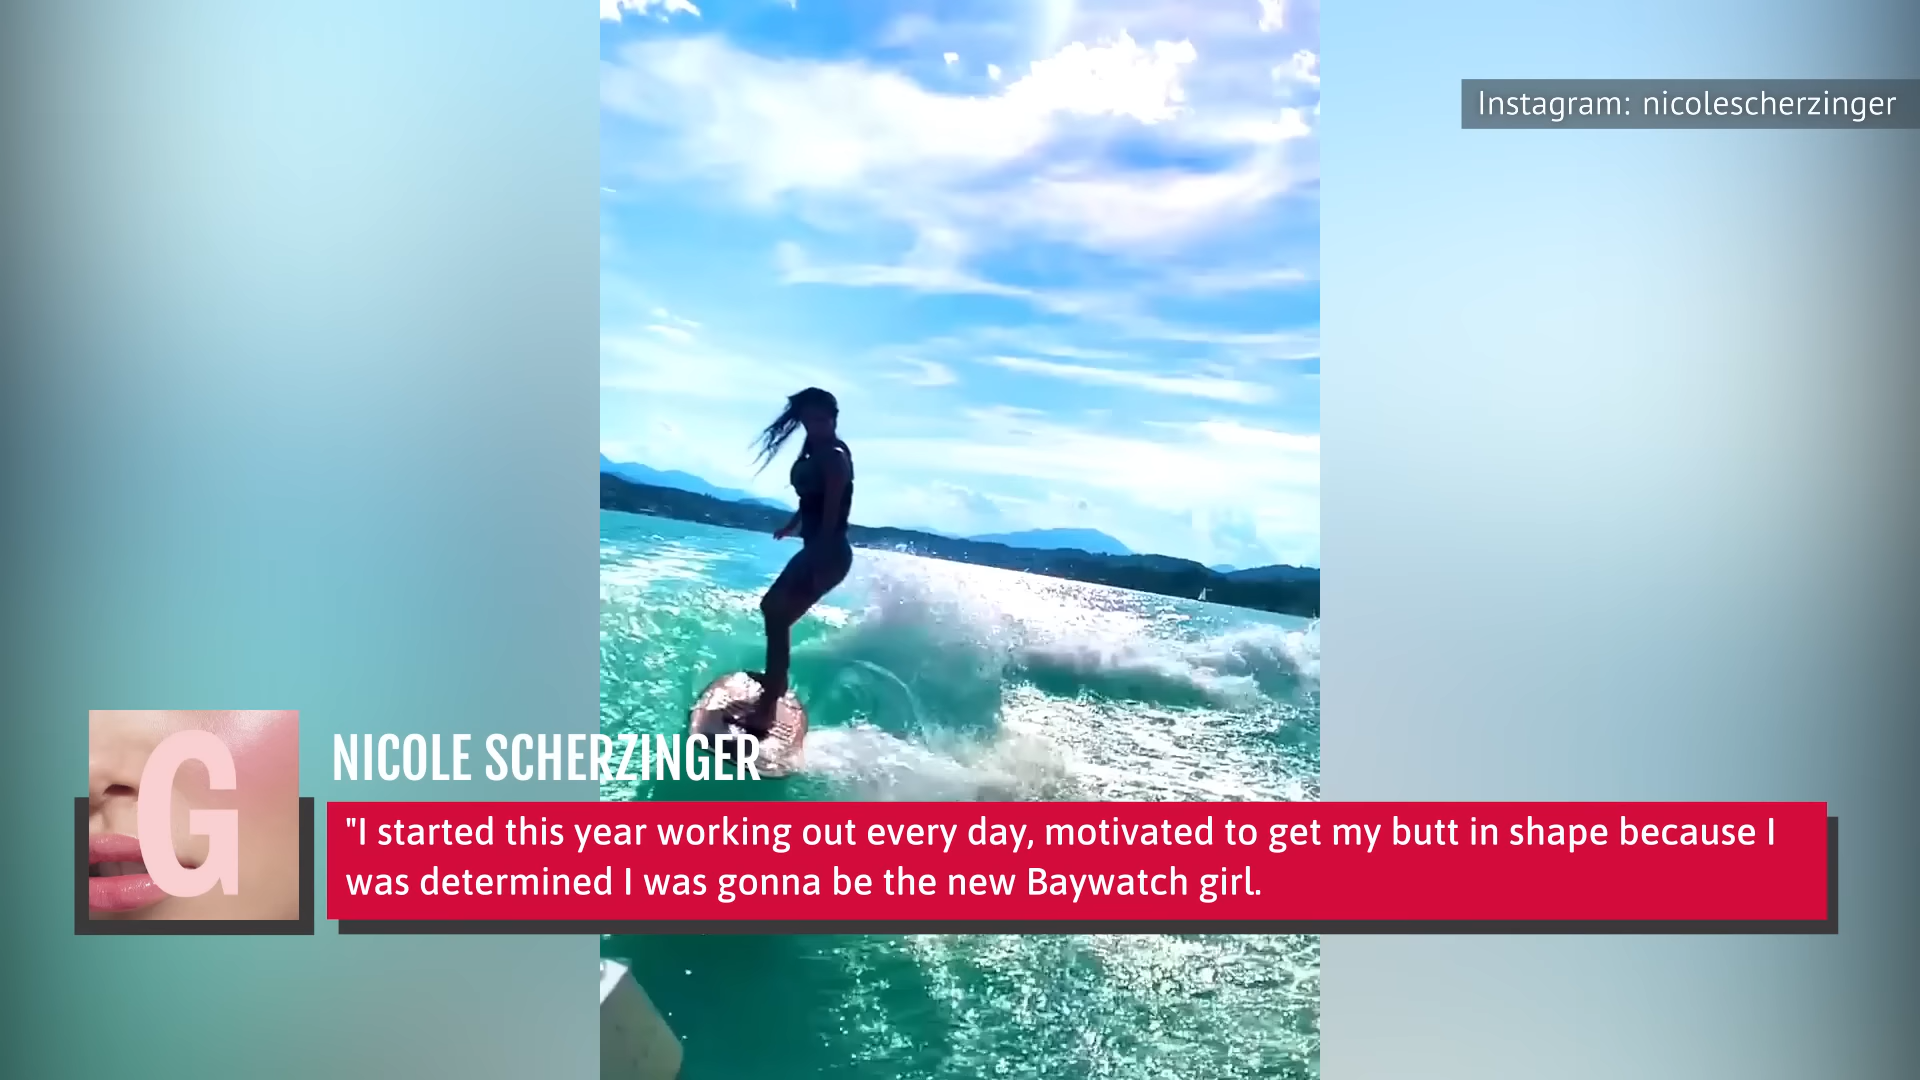 Instagram: nicolescherzinger
G
NICOLE SCHERZINGER
"I started this year working out every day, motivated to get my butt in shape because I
was determined I was gonna be the new Baywatch girl.